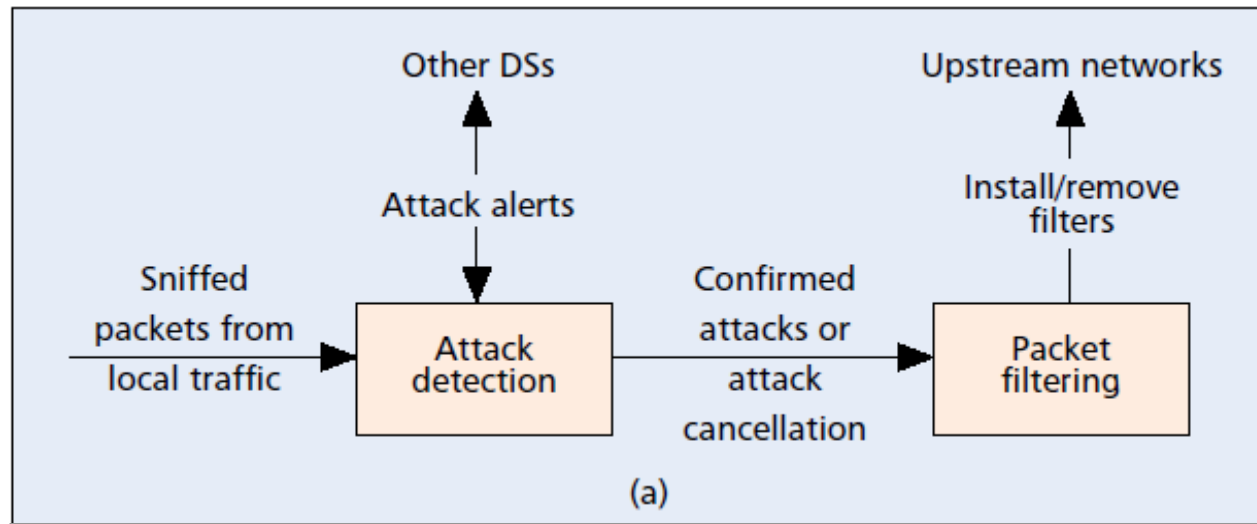 Other DSs
Upstream networks
Attack alerts
Install/remove
filters
Sniffed
packets from
local traffic
Attack
detection
Confirmed
attacks or
attack
cancellation
Packet
filtering
(a)